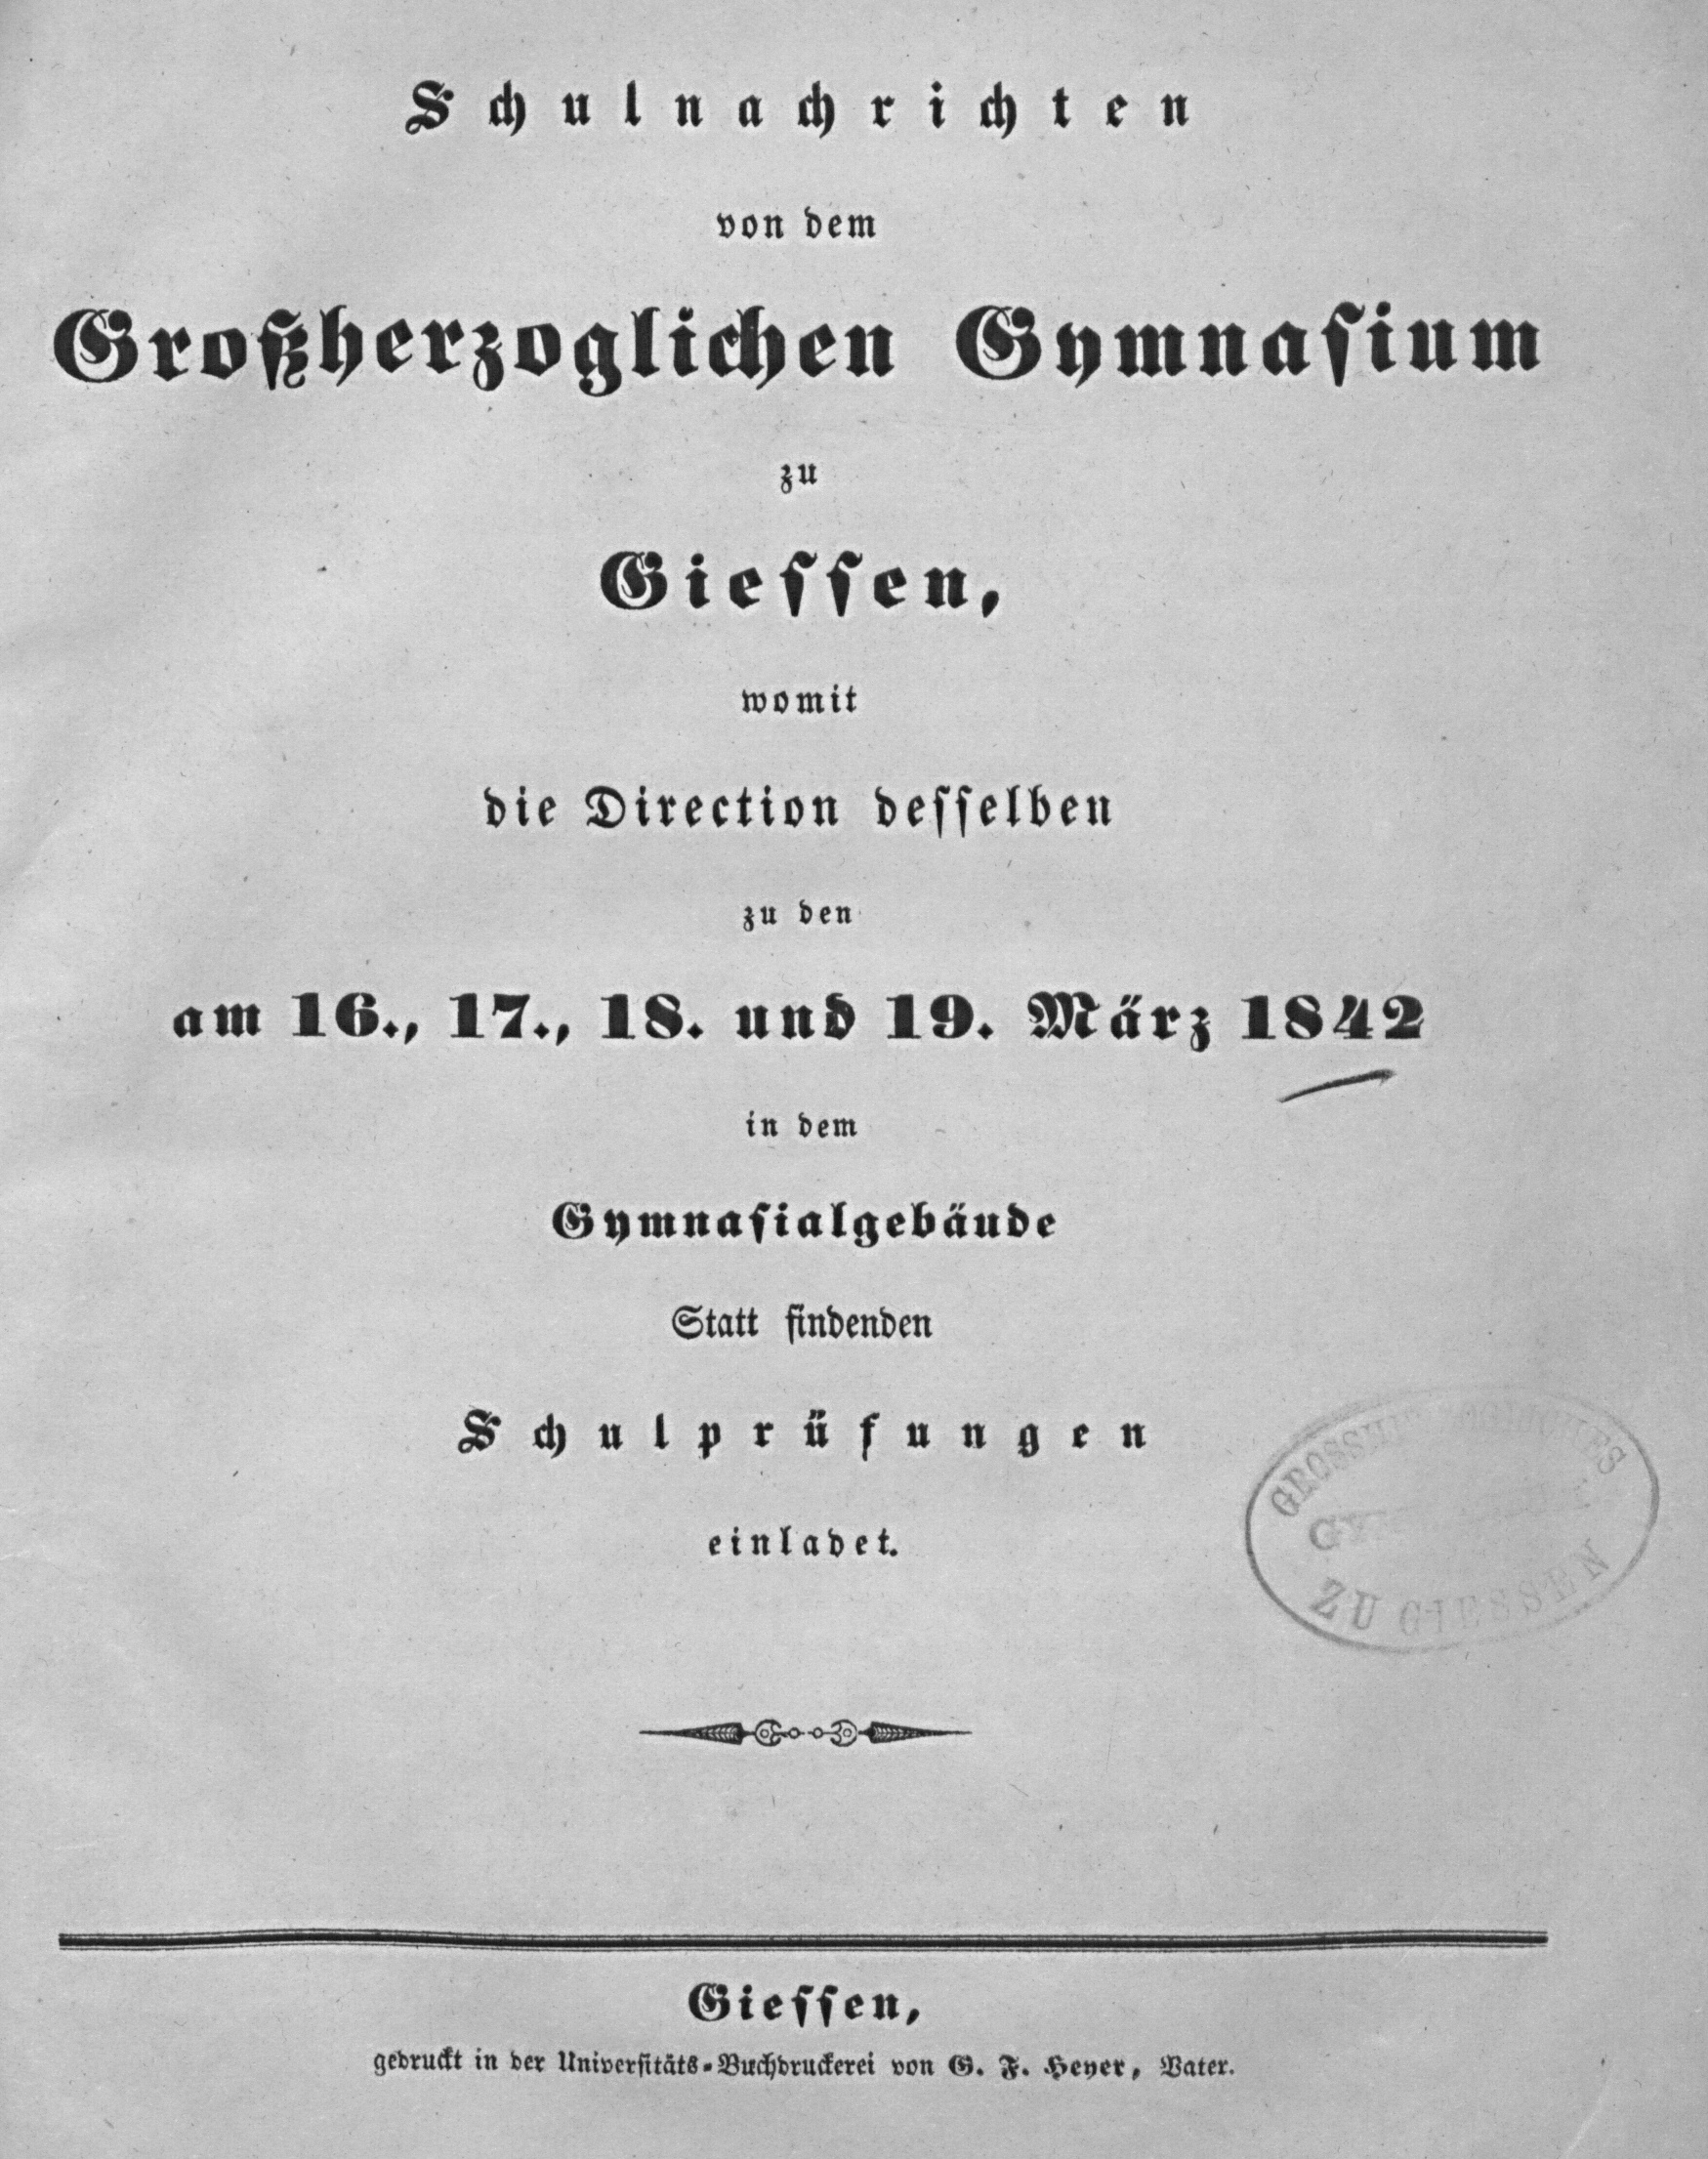 Schulnachrichten
von dem
Großherzoglichen Gymnasium
zu
Giessen,
womit
die Direction desselben
zu den
am 16., 17., 18. und 19. März 1842
in dem
Gymnasialgebäude
Statt findenden
Schulprüfungen
einladet.
GROSSHERZOGLICHES
ZU GIESSEN
Giessen,
gedruckt in der Universitäts-Buchdruckerei von G. F. Heyer, Vater.